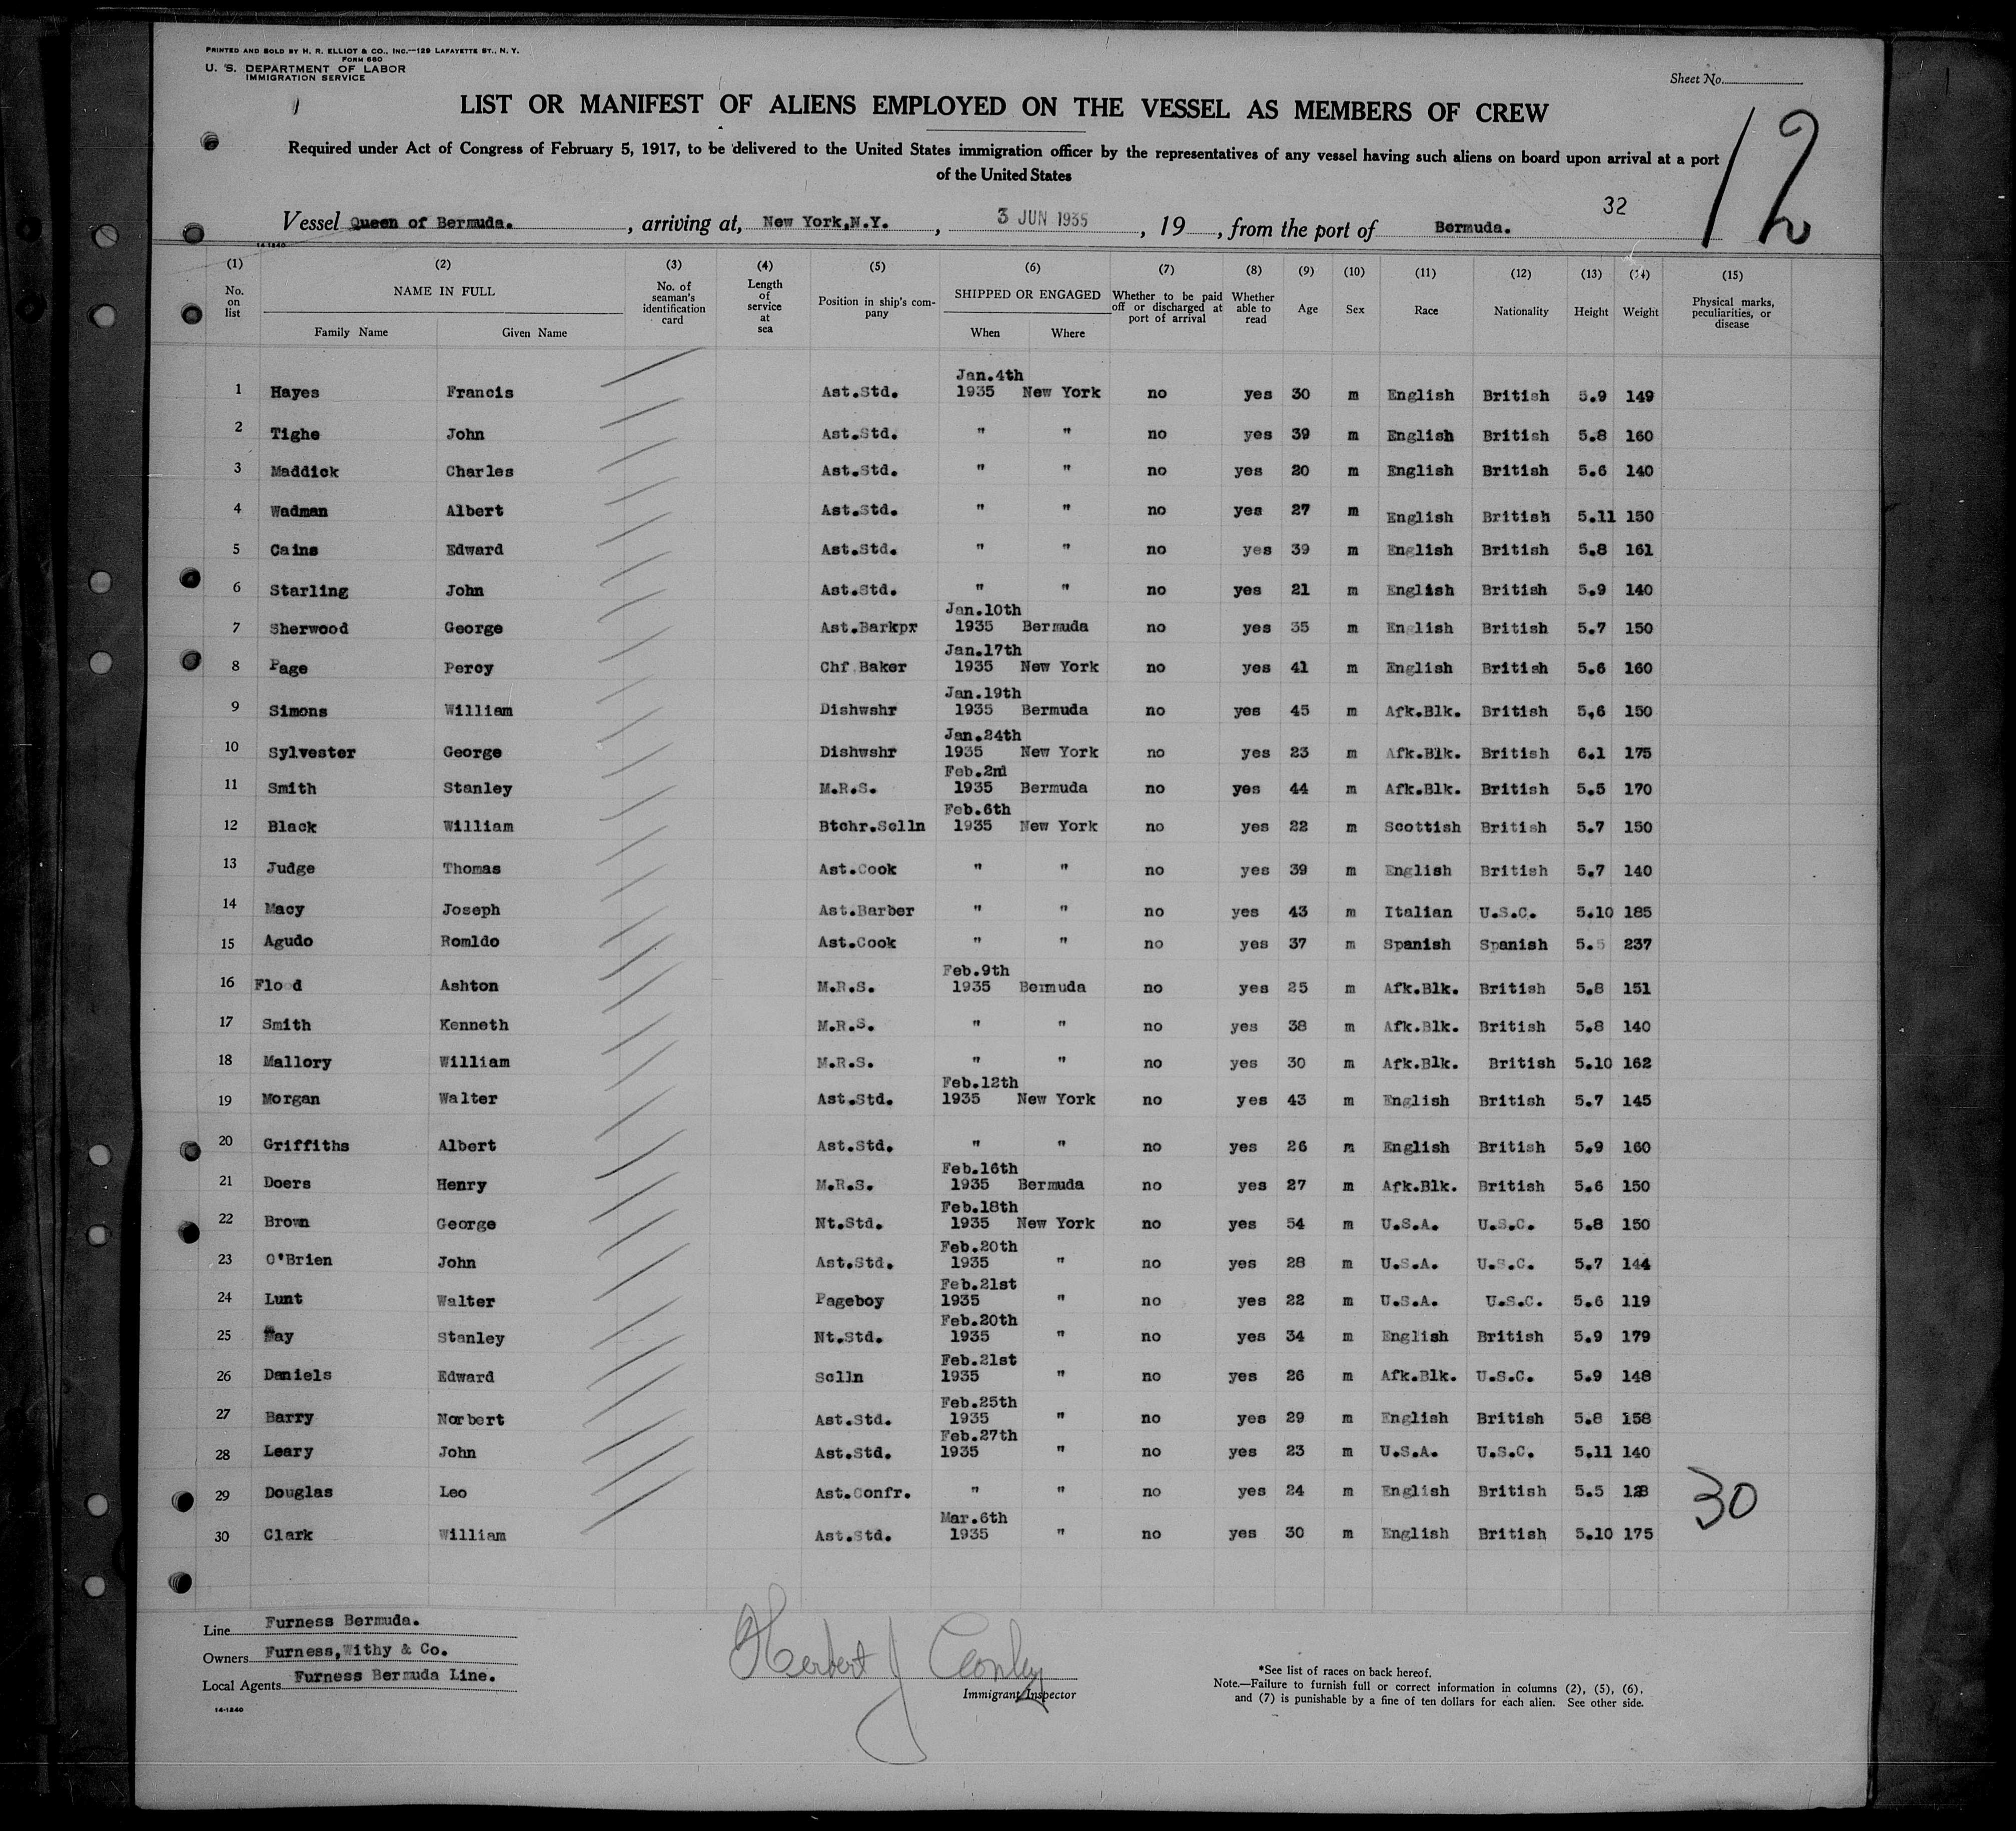 PRINTED AND SOLD BY H. R. ELLIOT & CO., INC.—129 LAFAYETTE ST., N. Y.
FORM 680
U. S. DEPARTMENT OF LABOR
IMMIGRATION SERVICE
Sheet No.
1
LIST OR MANIFEST OF ALIENS EMPLOYED ON THE VESSEL AS MEMBERS OF CREW
12
Required under Act of Congress of February 5, 1917, to be delivered to the United States immigration officer by the representatives of any vessel having such aliens on board upon arrival at a port
of the United States
32
Vessel Queen of Bermuda. , arriving at, New York,N.Y. , 3 JUN 1935 , 19 , from the port of Bermuda.
14-1240
(1) (2) (3) (4) (5) (6) (7) (8) (9) (10) (11) (12) (13) (14) (15)
No. on list NAME IN FULL No. of seaman's identification card Length of service at sea Position in ship's company SHIPPED OR ENGAGED Whether to be paid off or discharged at port of arrival Whether able to read Age Sex Race Nationality Height Weight Physical marks, peculiarities, or disease
Family Name Given Name When Where
Jan.4th
1 Hayes Francis Ast.Std. 1935 New York no yes 30 m English British 5.9 149
2 Tighe John Ast.Std. " " no yes 39 m English British 5.8 160
3 Maddick Charles Ast.Std. " " no yes 20 m English British 5.6 140
4 Wadman Albert Ast.Std. " " no yes 27 m English British 5.11 150
5 Cains Edward Ast.Std. " " no yes 39 m English British 5.8 161
6 Starling John Ast.Std. " " no yes 21 m English British 5.9 140
Jan.10th
7 Sherwood George Ast.Barkpr 1935 Bermuda no yes 35 m English British 5.7 150
Jan.17th
8 Page Percy Chf Baker 1935 New York no yes 41 m English British 5.6 160
Jan.19th
9 Simons William Dishwshr 1935 Bermuda no yes 45 m Afk.Blk. British 5,6 150
Jan.24th
10 Sylvester George Dishwshr 1935 New York no yes 23 m Afk.Blk. British 6.1 175
Feb.2nd
11 Smith Stanley M.R.S. 1935 Bermuda no yes 44 m Afk.Blk. British 5.5 170
Feb.6th
12 Black William Btchr.Sclln 1935 New York no yes 22 m Scottish British 5.7 150
13 Judge Thomas Ast.Cook " " no yes 39 m English British 5.7 140
14 Macy Joseph Ast.Barber " " no yes 43 m Italian U.S.C. 5.10 185
15 Agudo Romldo Ast.Cook " " no yes 37 m Spanish Spanish 5.5 237
Feb.9th
16 Flood Ashton M.R.S. 1935 Bermuda no yes 25 m Afk.Blk. British 5.8 151
17 Smith Kenneth M.R.S. " " no yes 38 m Afk.Blk. British 5.8 140
18 Mallory William M.R.S. " " no yes 30 m Afk.Blk. British 5.10 162
Feb.12th
19 Morgan Walter Ast.Std. 1935 New York no yes 43 m English British 5.7 145
20 Griffiths Albert Ast.Std. " " no yes 26 m English British 5.9 160
Feb.16th
21 Doers Henry M.R.S. 1935 Bermuda no yes 27 m Afk.Blk. British 5.6 150
Feb.18th
22 Brown George Nt.Std. 1935 New York no yes 54 m U.S.A. U.S.C. 5.8 150
Feb.20th
23 O'Brien John Ast.Std. 1935 " no yes 28 m U.S.A. U.S.C. 5.7 144
Feb.21st
24 Lunt Walter Pageboy 1935 " no yes 22 m U.S.A. U.S.C. 5.6 119
Feb.20th
25 Stanley Nt.Std. 1935 " no yes 34 m English British 5.9 179
Feb.21st
26 Daniels Edward Sclln 1935 " no yes 26 m Afk.Blk. U.S.C. 5.9 148
Feb.25th
27 Barry Norbert Ast.Std. 1935 " no yes 29 m English British 5.8 158
Feb.27th
28 Leary John Ast.Std. 1935 " no yes 23 m U.S.A. U.S.C. 5.11 140
29 Douglas Leo Ast.Confr. " " no yes 24 m English British 5.5 30
Mar.6th
30 Clark William Ast.Std. 1935 " no yes 30 m English British 5.10 175
Line Furness Bermuda.
Owners Furness,Withy & Co.
Local Agents Furness Bermuda Line.
14-1240
Herbert J Conley
Immigrant Inspector
*See list of races on back hereof.
Note.—Failure to furnish full or correct information in columns (2), (5), (6),
and (7) is punishable by a fine of ten dollars for each alien. See other side.